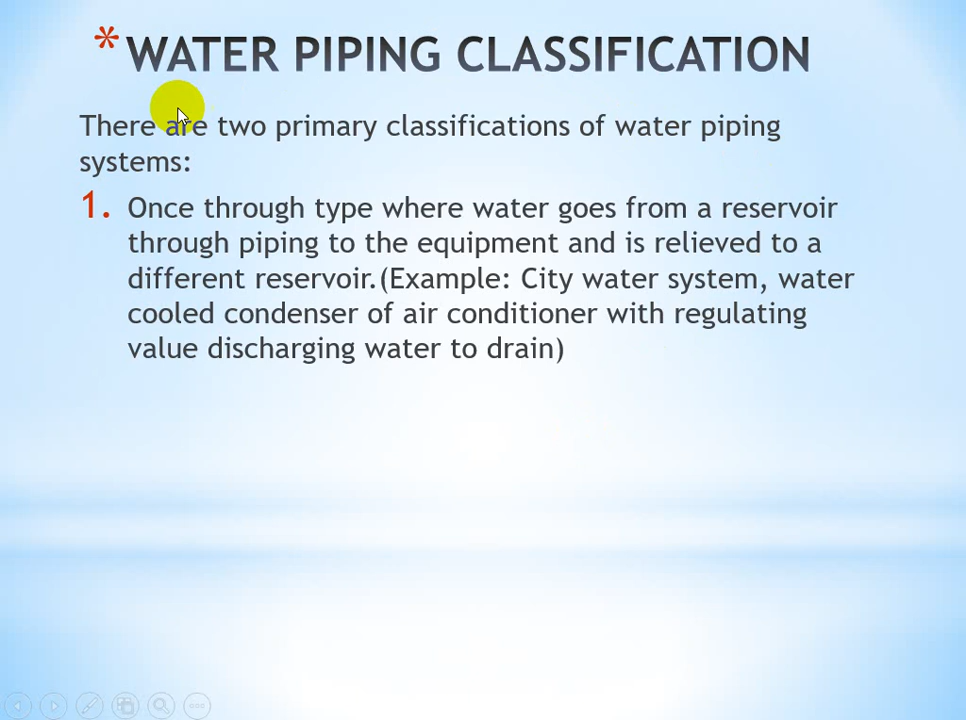 * WATER PIPING CLASSIFICATION
There are two primary classifications of water piping
systems:
1. Once through type where water goes from a reservoir
through piping to the equipment and is relieved to a
different reservoir.(Example: City water system, water
cooled condenser of air conditioner with regulating
value discharging water to drain)